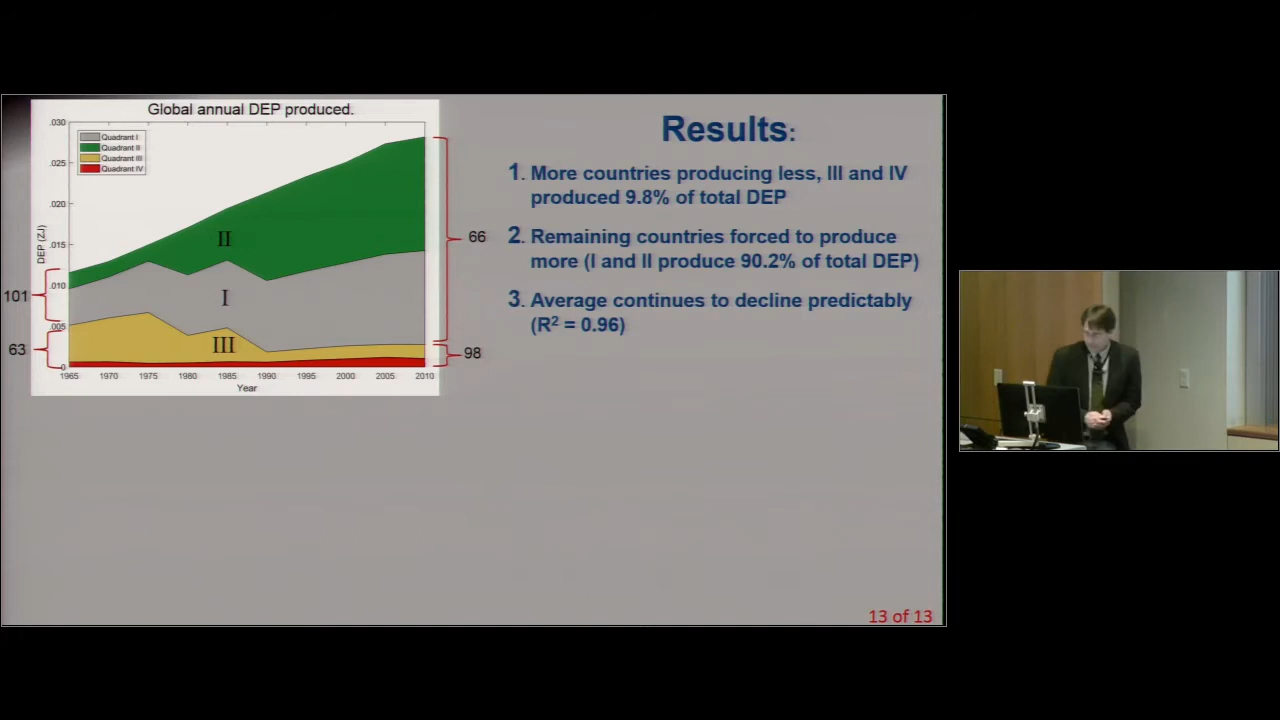 Global annual DEP produced.
.030
.025
.020
.015
.010
.005
0
DEP (ZJ)
Quadrant I
Quadrant II
Quadrant III
Quadrant IV
II
I
III
101
63
66
98
1965 1970 1975 1980 1985 1990 1995 2000 2005 2010
Year
Results:
1. More countries producing less, III and IV
produced 9.8% of total DEP
2. Remaining countries forced to produce
more (I and II produce 90.2% of total DEP)
3. Average continues to decline predictably
(R² = 0.96)
13 of 13